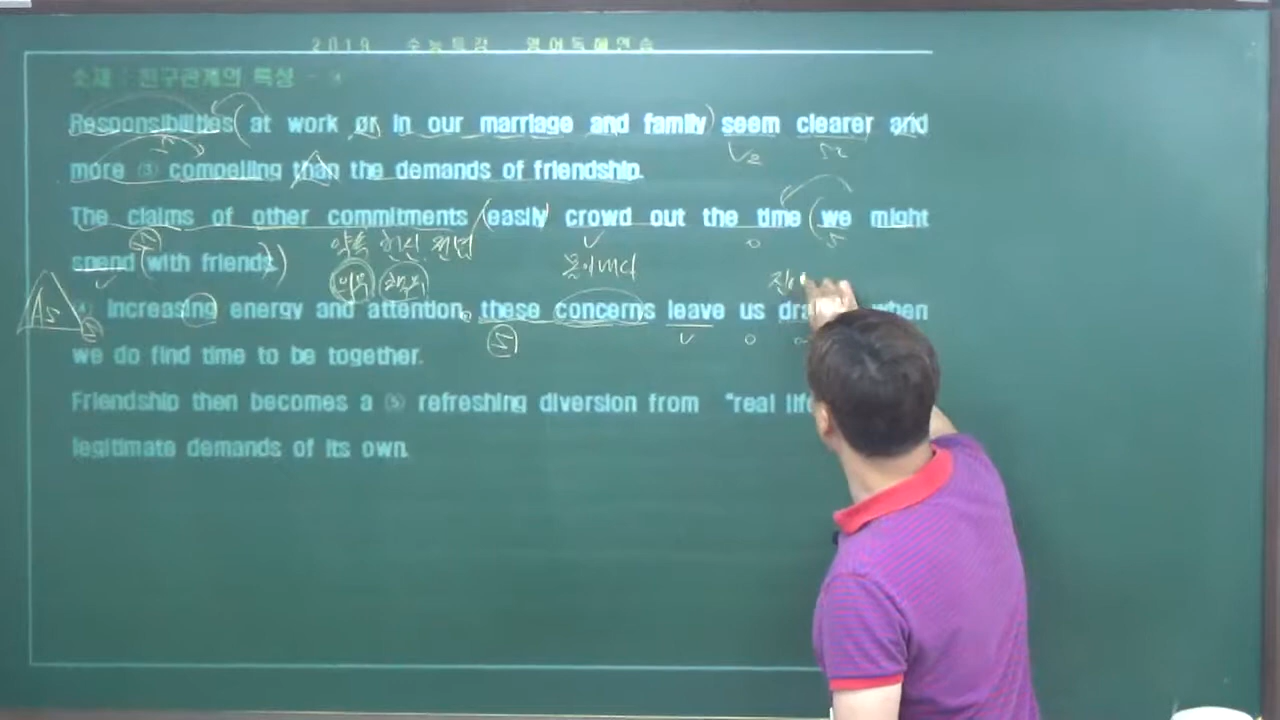 2019 수능특강 영어독해연습
소재 : 친구관계의 특성 -
Responsibilities at work or in our marriage and family seem clearer and
more ③ compelling than the demands of friendship.
The claims of other commitments easily crowd out the time we might
약속 헌신 전념
spend with friends.
의무
몰아내다
As
④ Increasing energy and attention, these concerns leave us when
⑤
we do find time to be together.
Friendship then becomes a ⑤ refreshing diversion from "real life
legitimate demands of its own.